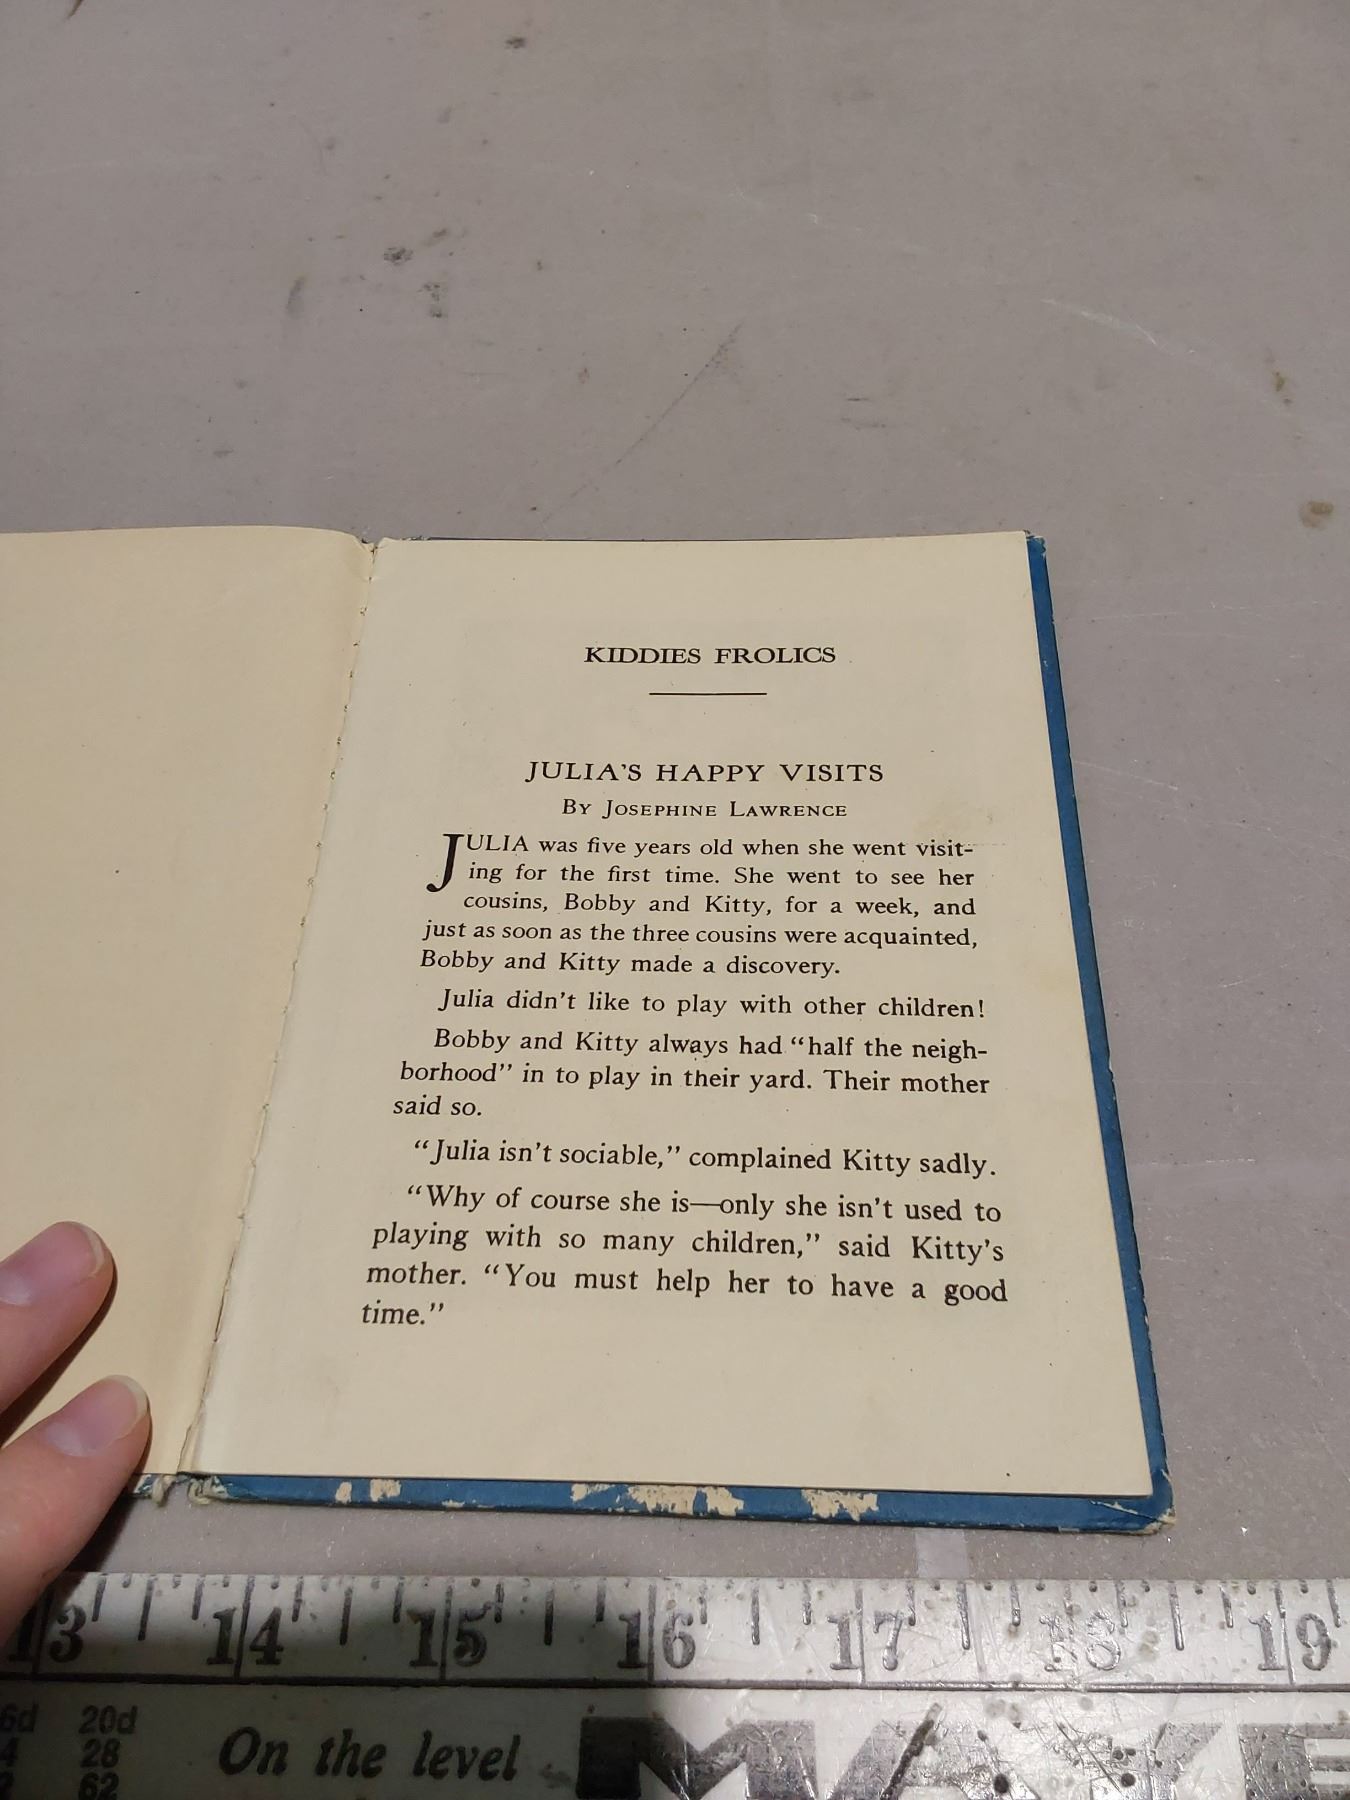 KIDDIES FROLICS
JULIA'S HAPPY VISITS
BY JOSEPHINE LAWRENCE
JULIA was five years old when she went visit-
ing for the first time. She went to see her
cousins, Bobby and Kitty, for a week, and
just as soon as the three cousins were acquainted,
Bobby and Kitty made a discovery.
Julia didn't like to play with other children!
Bobby and Kitty always had "half the neigh-
borhood" in to play in their yard. Their mother
said so.
"Julia isn't sociable," complained Kitty sadly.
"Why of course she is—only she isn't used to
playing with so many children," said Kitty's
mother. "You must help her to have a good
time."
13 14 15 16 17 18 19
6d 20d
4 28
62
On the level